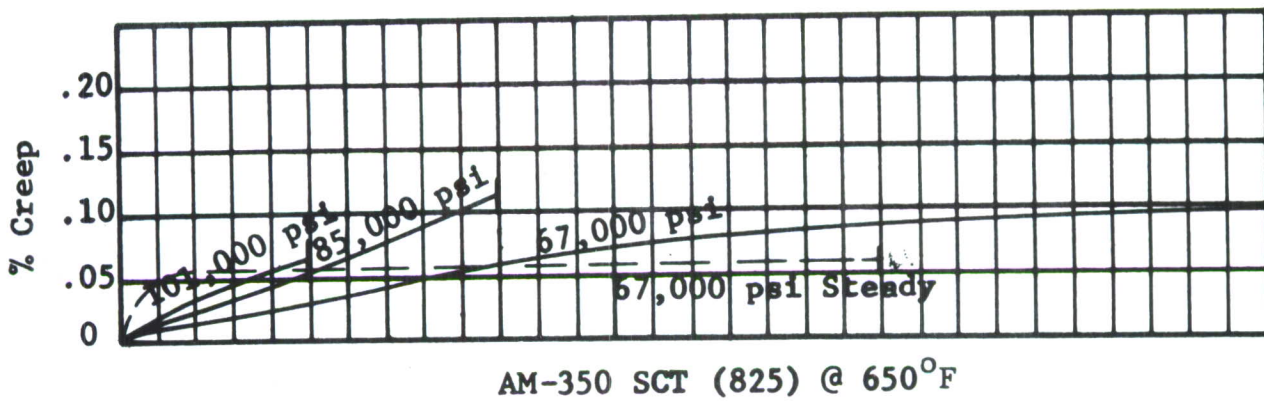 % Creep
.20
.15
.10
.05
0
101,000 psi
85,000 psi
67,000 psi
67,000 psi Steady
AM-350 SCT (825) @ 650°F